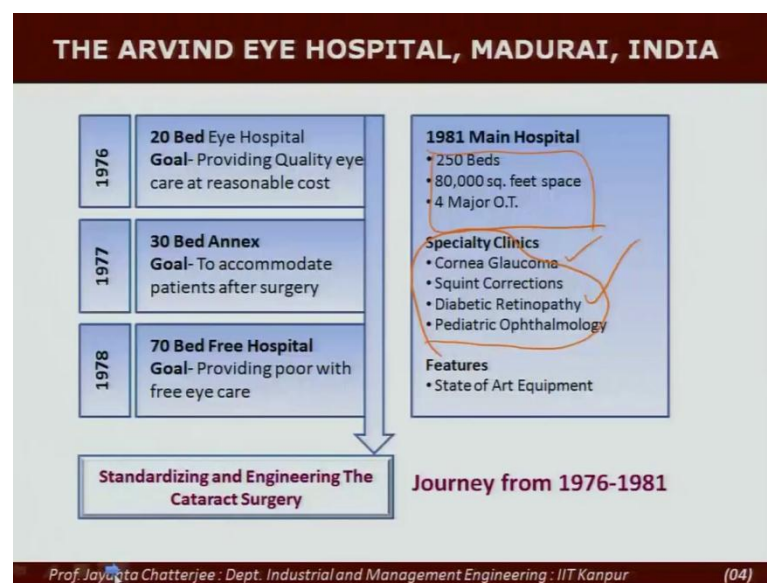 THE ARVIND EYE HOSPITAL, MADURAI, INDIA
1976
20 Bed Eye Hospital
Goal- Providing Quality eye
care at reasonable cost
1977
30 Bed Annex
Goal- To accommodate
patients after surgery
1978
70 Bed Free Hospital
Goal- Providing poor with
free eye care
Standardizing and Engineering The
Cataract Surgery
1981 Main Hospital
• 250 Beds
• 80,000 sq. feet space
• 4 Major O.T.
Specialty Clinics
• Cornea Glaucoma
• Squint Corrections
• Diabetic Retinopathy
• Pediatric Ophthalmology
Features
• State of Art Equipment
Journey from 1976-1981
Prof. Jayanta Chatterjee : Dept. Industrial and Management Engineering : IIT Kanpur (04)